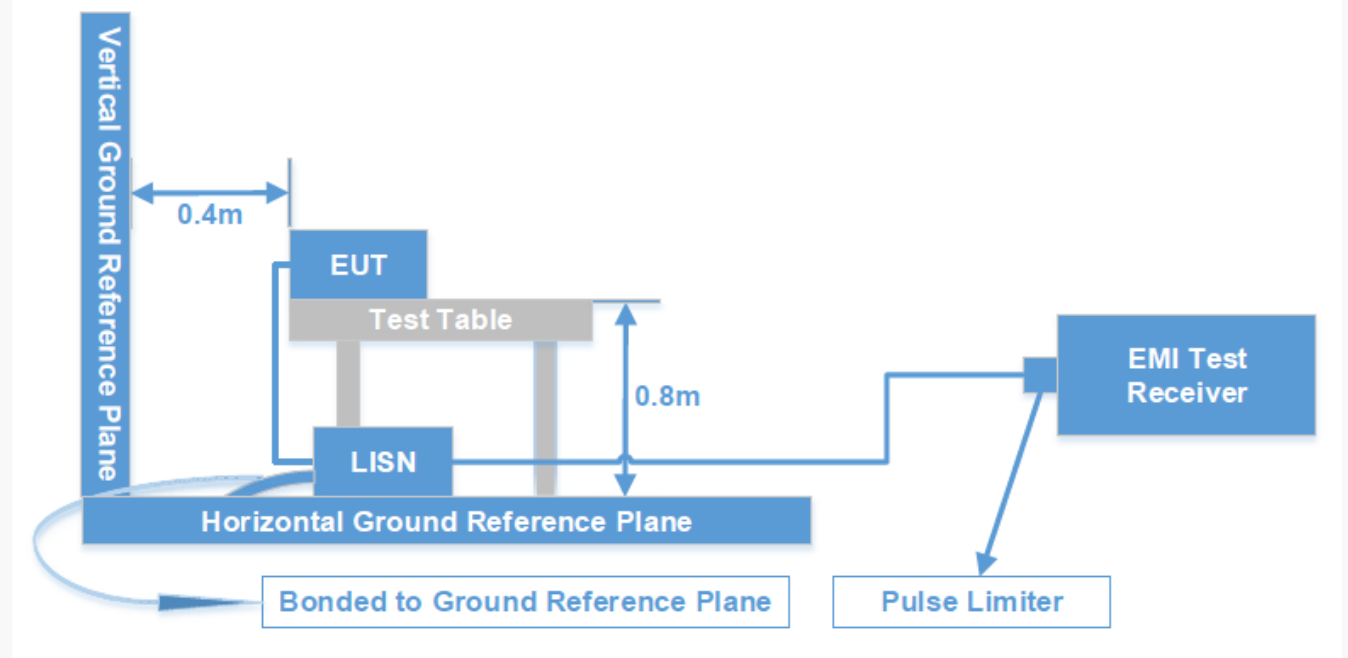 Vertical Ground Reference Plane
0.4m
EUT
Test Table
0.8m
EMI Test
Receiver
LISN
Horizontal Ground Reference Plane
Bonded to Ground Reference Plane
Pulse Limiter